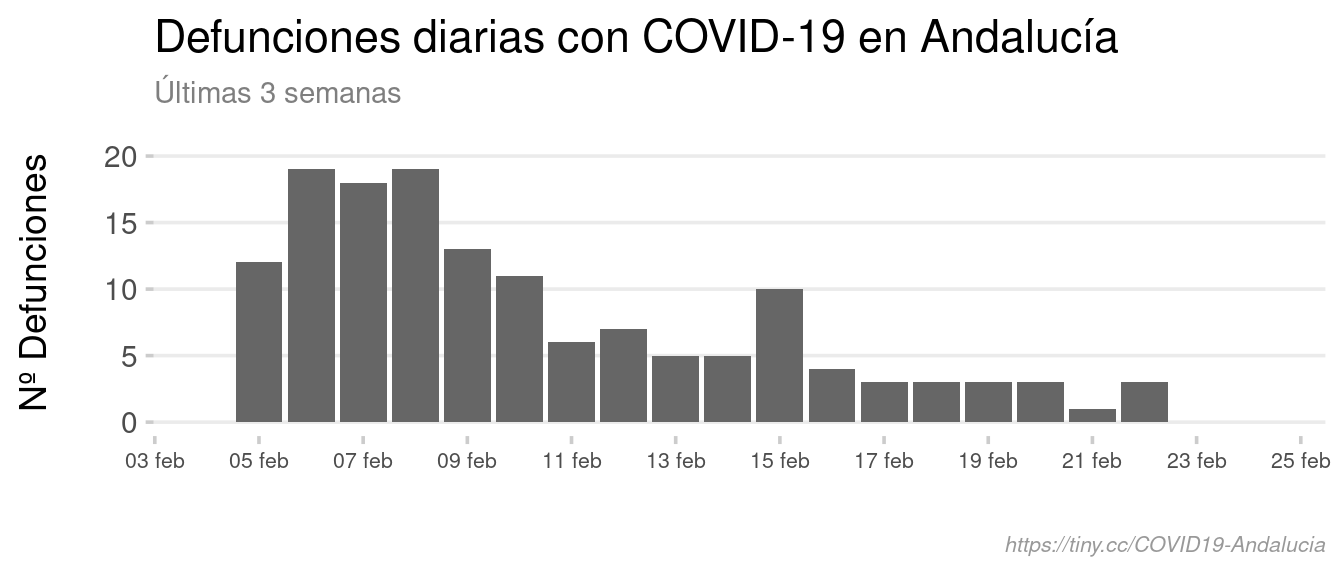 Defunciones diarias con COVID-19 en Andalucía
Últimas 3 semanas
Nº Defunciones
20
15
10
5
0
03 feb 05 feb 07 feb 09 feb 11 feb 13 feb 15 feb 17 feb 19 feb 21 feb 23 feb 25 feb
https://tiny.cc/COVID19-Andalucia